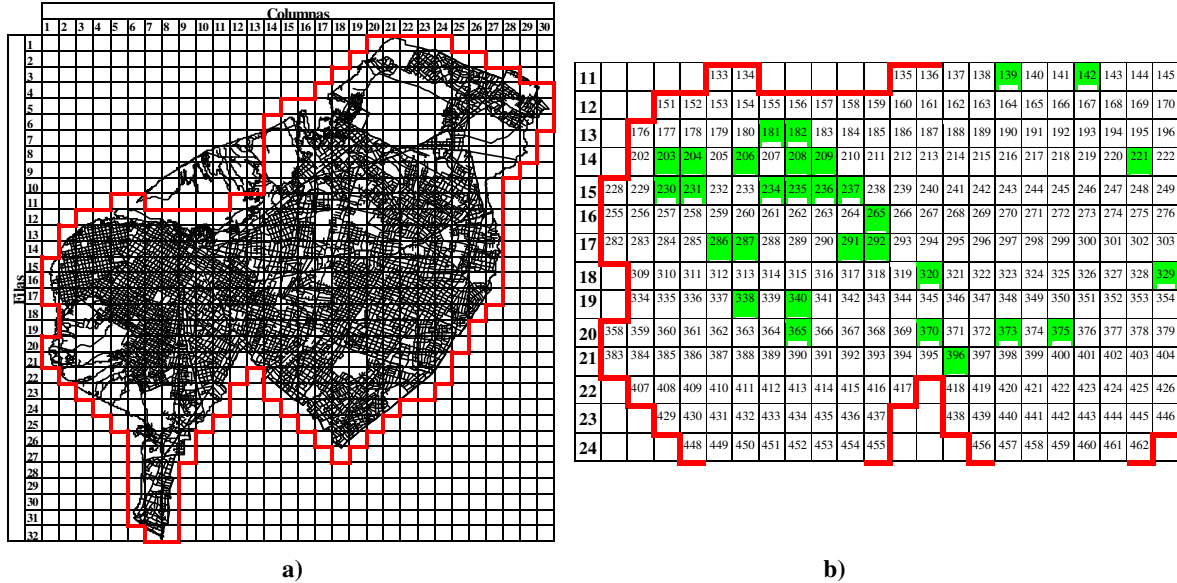 Columnas
1 2 3 4 5 6 7 8 9 10 11 12 13 14 15 16 17 18 19 20 21 22 23 24 25 26 27 28 29 30
Filas
1
2
3
4
5
6
7
8
9
10
11
12
13
14
15
16
17
18
19
20
21
22
23
24
25
26
27
28
29
30
31
32
a)
11 133 134 135 136 137 138 139 140 141 142 143 144 145
12 151 152 153 154 155 156 157 158 159 160 161 162 163 164 165 166 167 168 169 170
13 176 177 178 179 180 181 182 183 184 185 186 187 188 189 190 191 192 193 194 195 196
14 202 203 204 205 206 207 208 209 210 211 212 213 214 215 216 217 218 219 220 221 222
15 228 229 230 231 232 233 234 235 236 237 238 239 240 241 242 243 244 245 246 247 248 249
16 255 256 257 258 259 260 261 262 263 264 265 266 267 268 269 270 271 272 273 274 275 276
17 282 283 284 285 286 287 288 289 290 291 292 293 294 295 296 297 298 299 300 301 302 303
18 309 310 311 312 313 314 315 316 317 318 319 320 321 322 323 324 325 326 327 328 329
19 334 335 336 337 338 339 340 341 342 343 344 345 346 347 348 349 350 351 352 353 354
20 358 359 360 361 362 363 364 365 366 367 368 369 370 371 372 373 374 375 376 377 378 379
21 383 384 385 386 387 388 389 390 391 392 393 394 395 396 397 398 399 400 401 402 403 404
22 407 408 409 410 411 412 413 414 415 416 417 418 419 420 421 422 423 424 425 426
23 429 430 431 432 433 434 435 436 437 438 439 440 441 442 443 444 445 446
24 448 449 450 451 452 453 454 455 456 457 458 459 460 461 462
b)